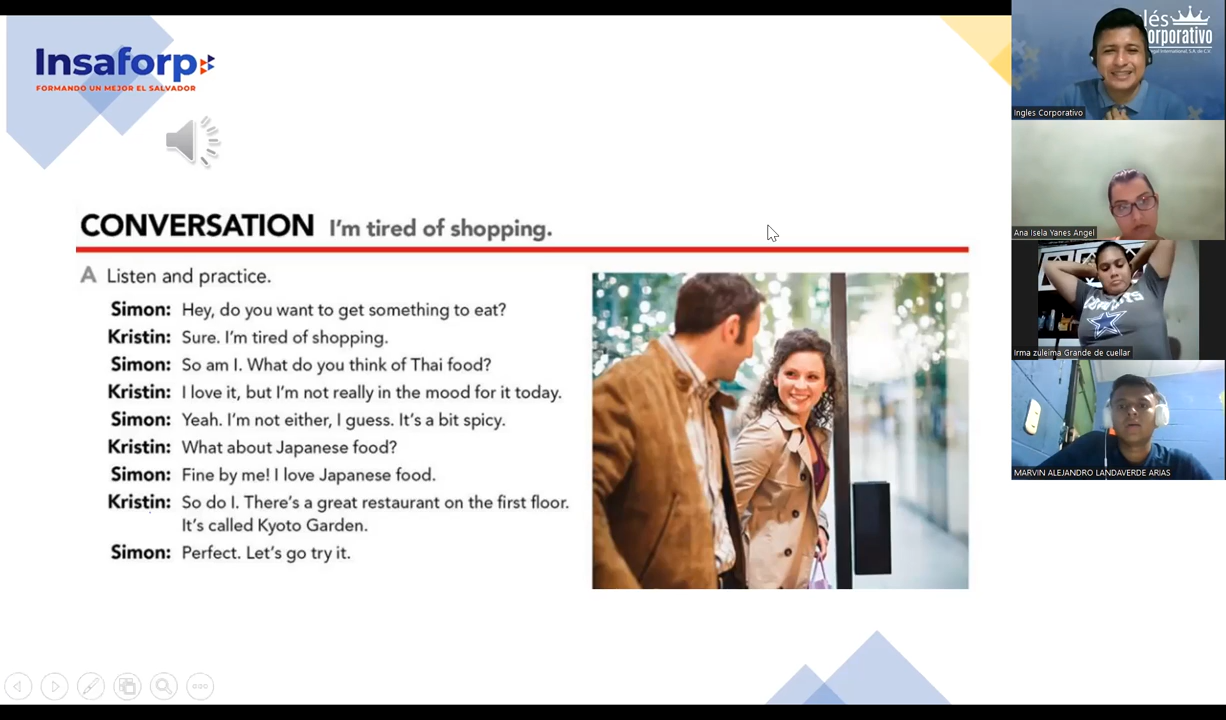 Insaforp
FORMANDO UN MEJOR EL SALVADOR
CONVERSATION I'm tired of shopping.
A Listen and practice.
Simon: Hey, do you want to get something to eat?
Kristin: Sure. I'm tired of shopping.
Simon: So am I. What do you think of Thai food?
Kristin: I love it, but I'm not really in the mood for it today.
Simon: Yeah. I'm not either, I guess. It's a bit spicy.
Kristin: What about Japanese food?
Simon: Fine by me! I love Japanese food.
Kristin: So do I. There's a great restaurant on the first floor.
It's called Kyoto Garden.
Simon: Perfect. Let's go try it.
lés
orporativo
Ingles Corporativo
Ana Isela Yanes Angel
COWBOYS
Irma zuleima Grande de cuellar
MARVIN ALEJANDRO LANDAVERDE ARIAS